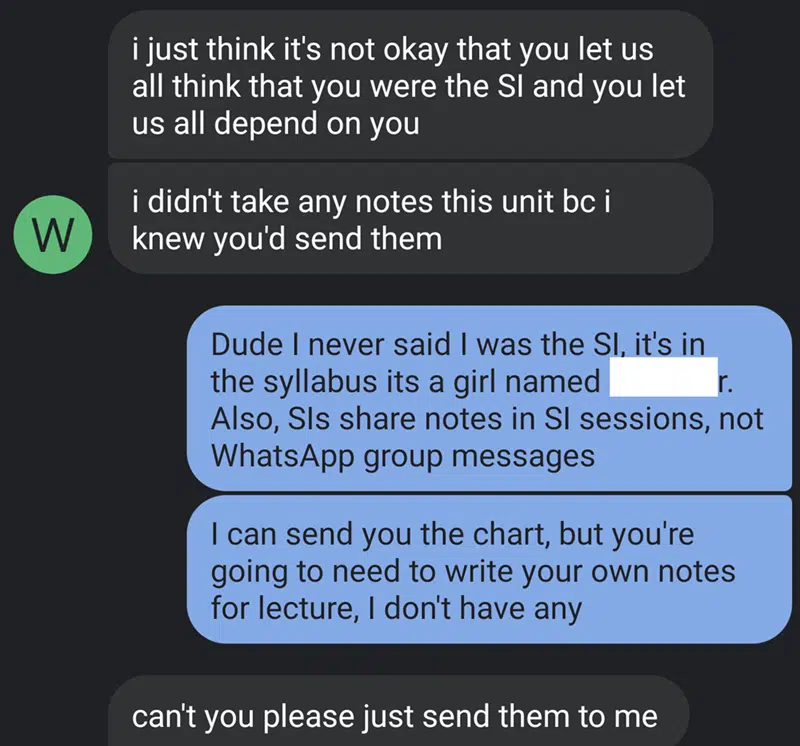 i just think it's not okay that you let us
all think that you were the SI and you let
us all depend on you
i didn't take any notes this unit bc i
knew you'd send them
W
Dude I never said I was the SI, it's in
the syllabus its a girl named r.
Also, SIs share notes in SI sessions, not
WhatsApp group messages
I can send you the chart, but you're
going to need to write your own notes
for lecture, I don't have any
can't you please just send them to me